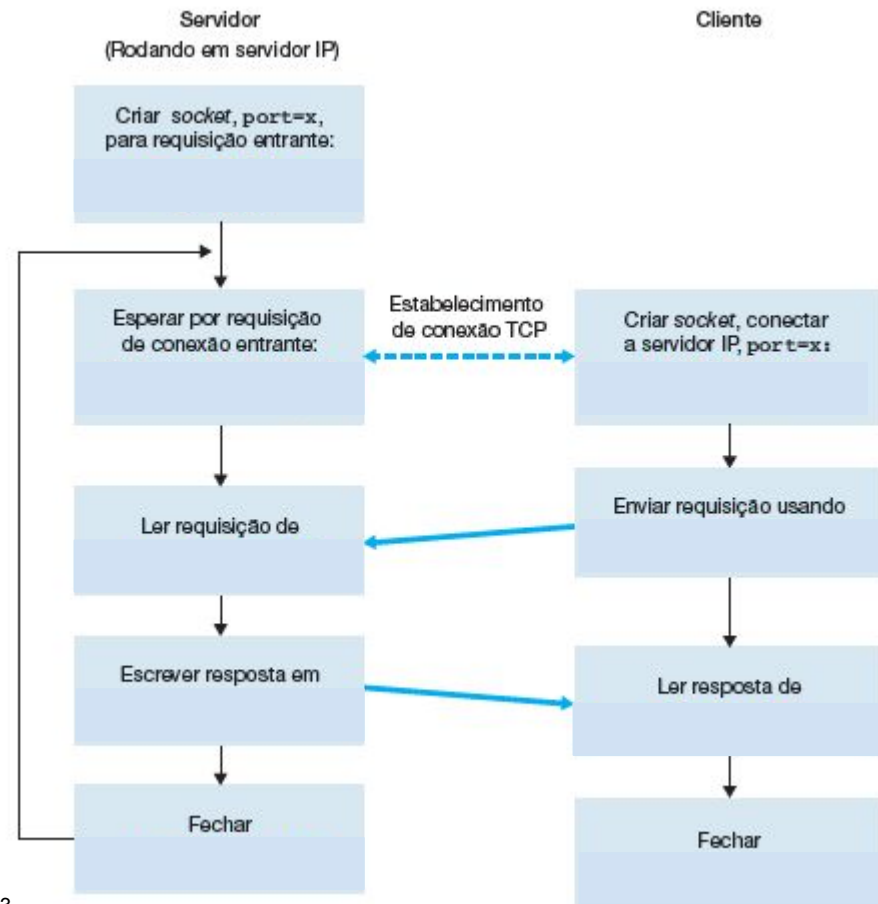 Servidor
(Rodando em servidor IP)
Cliente
Criar socket, port=x,
para requisição entrante:
Esperar por requisição
de conexão entrante:
Estabelecimento
de conexão TCP
Criar socket, conectar
a servidor IP, port=x:
Enviar requisição usando
Ler requisição de
Escrever resposta em
Ler resposta de
Fechar
Fechar